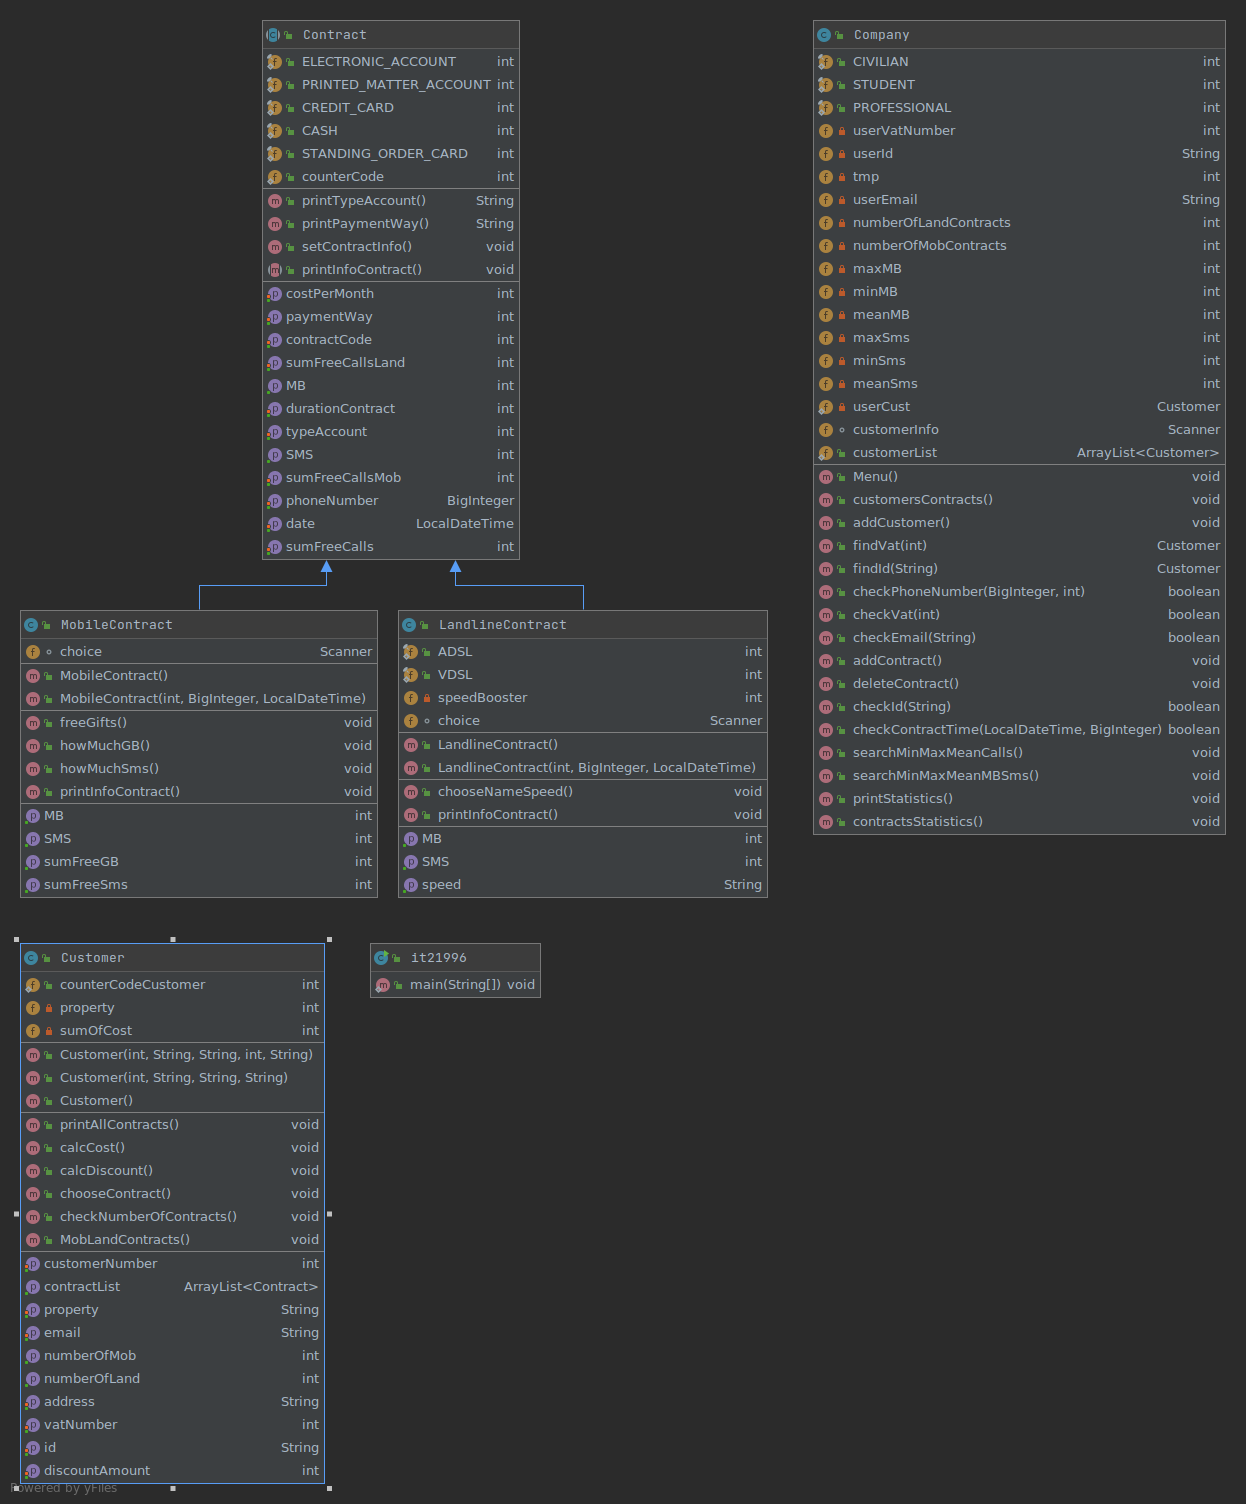 Contract
ELECTRONIC_ACCOUNT int
PRINTED_MATTER_ACCOUNT int
CREDIT_CARD int
CASH int
STANDING_ORDER_CARD int
counterCode int
printTypeAccount() String
printPaymentWay() String
setContractInfo() void
printInfoContract() void
costPerMonth int
paymentWay int
contractCode int
sumFreeCallsLand int
MB int
durationContract int
typeAccount int
SMS int
sumFreeCallsMob int
phoneNumber BigInteger
date LocalDateTime
sumFreeCalls int
Company
CIVILIAN int
STUDENT int
PROFESSIONAL int
userVatNumber int
userId String
tmp int
userEmail String
numberOfLandContracts int
numberOfMobContracts int
maxMB int
minMB int
meanMB int
maxSms int
minSms int
meanSms int
userCust Customer
customerInfo Scanner
customerList ArrayList<Customer>
Menu() void
customersContracts() void
addCustomer() void
findVat(int) Customer
findId(String) Customer
checkPhoneNumber(BigInteger, int) boolean
checkVat(int) boolean
checkEmail(String) boolean
addContract() void
deleteContract() void
checkId(String) boolean
checkContractTime(LocalDateTime, BigInteger) boolean
searchMinMaxMeanCalls() void
searchMinMaxMeanMBSms() void
printStatistics() void
contractsStatistics() void
MobileContract
choice Scanner
MobileContract()
MobileContract(int, BigInteger, LocalDateTime)
freeGifts() void
howMuchGB() void
howMuchSms() void
printInfoContract() void
MB int
SMS int
sumFreeGB int
sumFreeSms int
LandlineContract
ADSL int
VDSL int
speedBooster int
choice Scanner
LandlineContract()
LandlineContract(int, BigInteger, LocalDateTime)
chooseNameSpeed() void
printInfoContract() void
MB int
SMS int
speed String
Customer
counterCodeCustomer int
property int
sumOfCost int
Customer(int, String, String, int, String)
Customer(int, String, String, String)
Customer()
printAllContracts() void
calcCost() void
calcDiscount() void
chooseContract() void
checkNumberOfContracts() void
MobLandContracts() void
customerNumber int
contractList ArrayList<Contract>
property String
email String
numberOfMob int
numberOfLand int
address String
vatNumber int
id String
discountAmount int
it21996
main(String[]) void
Powered by yFiles